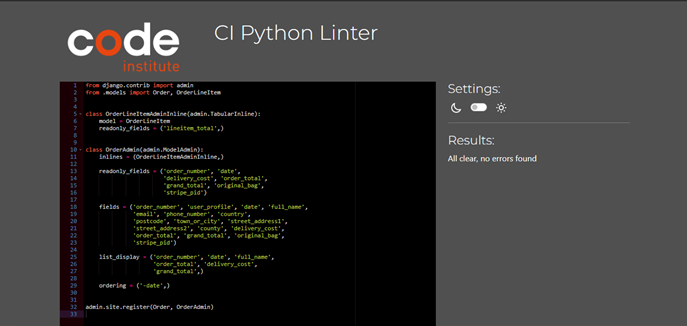 code
institute
CI Python Linter
1 from django.contrib import admin
2 from .models import Order, OrderLineItem
3
4
5 class OrderLineItemAdminInline(admin.TabularInline):
6     model = OrderLineItem
7     readonly_fields = ('lineitem_total',)
8
9
10 class OrderAdmin(admin.ModelAdmin):
11     inlines = (OrderLineItemAdminInline,)
12
13     readonly_fields = ('order_number', 'date',
14                        'delivery_cost', 'order_total',
15                        'grand_total', 'original_bag',
16                        'stripe_pid')
17
18     fields = ('order_number', 'user_profile', 'date', 'full_name',
19               'email', 'phone_number', 'country',
20               'postcode', 'town_or_city', 'street_address1',
21               'street_address2', 'county', 'delivery_cost',
22               'order_total', 'grand_total', 'original_bag',
23               'stripe_pid')
24
25     list_display = ('order_number', 'date', 'full_name',
26                     'order_total', 'delivery_cost',
27                     'grand_total',)
28
29     ordering = ('-date',)
30
31
32 admin.site.register(Order, OrderAdmin)
33
Settings:
Results:
All clear, no errors found